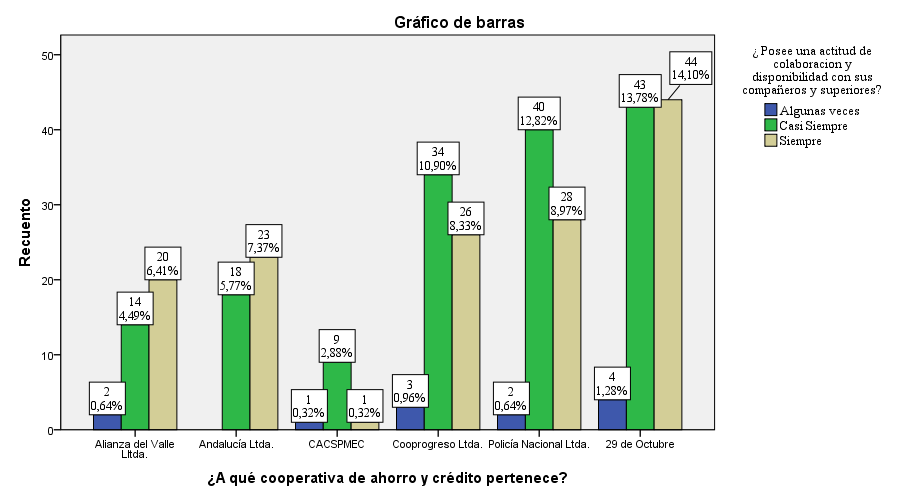 Gráfico de barras
¿ Posee una actitud de
colaboracion y
disponibilidad con sus
compañeros y superiores?
Algunas veces
Casi Siempre
Siempre
Recuento
50
40
30
20
10
0
2
0,64%
14
4,49%
20
6,41%
18
5,77%
23
7,37%
1
0,32%
9
2,88%
1
0,32%
3
0,96%
34
10,90%
26
8,33%
2
0,64%
40
12,82%
28
8,97%
4
1,28%
43
13,78%
44
14,10%
Alianza del Valle
Lltda.
Andalucía Ltda.
CACSPMEC
Cooprogreso Ltda.
Policía Nacional Ltda.
29 de Octubre
¿A qué cooperativa de ahorro y crédito pertenece?